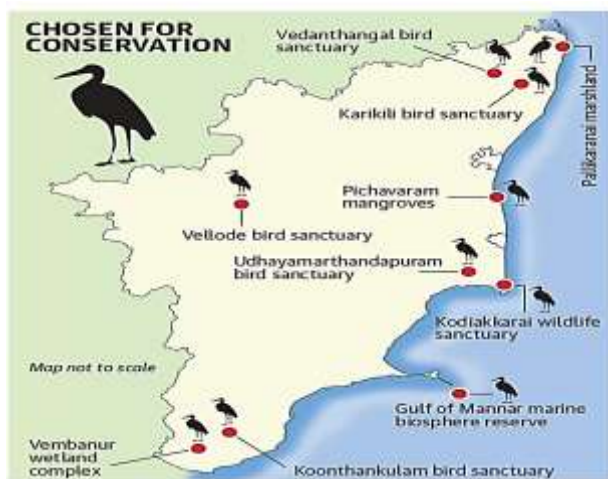 CHOSEN FOR
CONSERVATION
Vedanthangal bird
sanctuary
Karikili bird sanctuary
Pallikaranai marshland
Pichavaram
mangroves
Vellode bird sanctuary
Udhayamarthandapuram
bird sanctuary
Kodiakkarai wildlife
sanctuary
Map not to scale
Gulf of Mannar marine
biosphere reserve
Vembanur
wetland
complex
Koonthankulam bird sanctuary